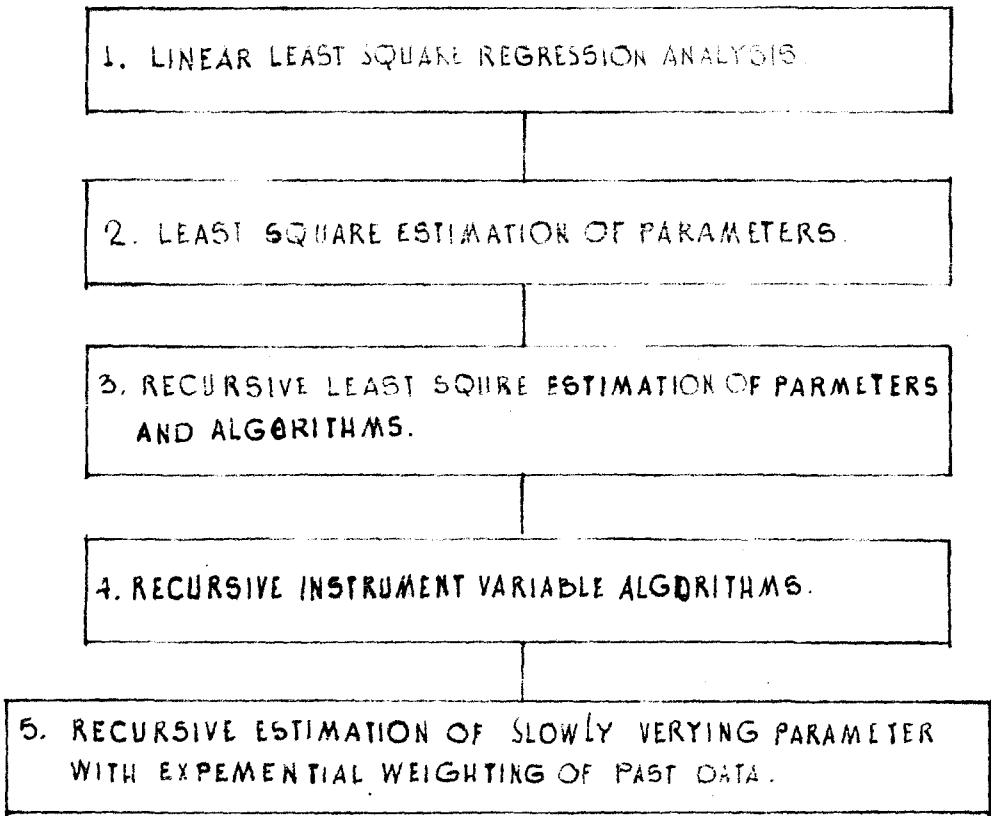 1. LINEAR LEAST SQUARE REGRESSION ANALYSIS.
2. LEAST SQUARE ESTIMATION OF PARAMETERS.
3. RECURSIVE LEAST SQUIRE ESTIMATION OF PARMETERS
AND ALGORITHMS.
4. RECURSIVE INSTRUMENT VARIABLE ALGORITHMS.
5. RECURSIVE ESTIMATION OF SLOWLY VERYING PARAMETER
WITH EXPEMENTIAL WEIGHTING OF PAST DATA.